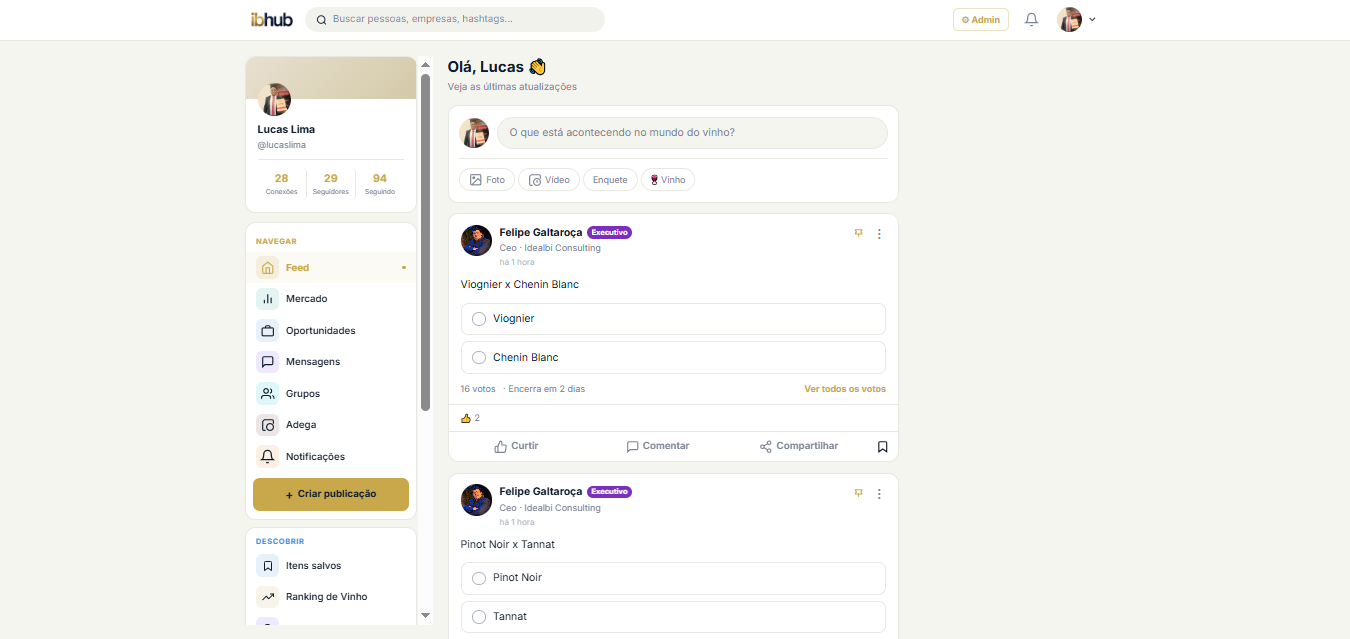 ibhub
Buscar pessoas, empresas, hashtags...
Admin
Lucas Lima
@lucaslima
28 29 94
Conexões Seguidores Seguindo
NAVEGAR
Feed
Mercado
Oportunidades
Mensagens
Grupos
Adega
Notificações
+ Criar publicação
DESCOBRIR
Itens salvos
Ranking de Vinho
Olá, Lucas 👋
Veja as últimas atualizações
O que está acontecendo no mundo do vinho?
Foto Vídeo Enquete 🍷 Vinho
Felipe Galtaroça Executivo
Ceo · Idealbi Consulting
há 1 hora
Viognier x Chenin Blanc
Viognier
Chenin Blanc
16 votos · Encerra em 2 dias Ver todos os votos
👍 2
Curtir Comentar Compartilhar
Felipe Galtaroça Executivo
Ceo · Idealbi Consulting
há 1 hora
Pinot Noir x Tannat
Pinot Noir
Tannat